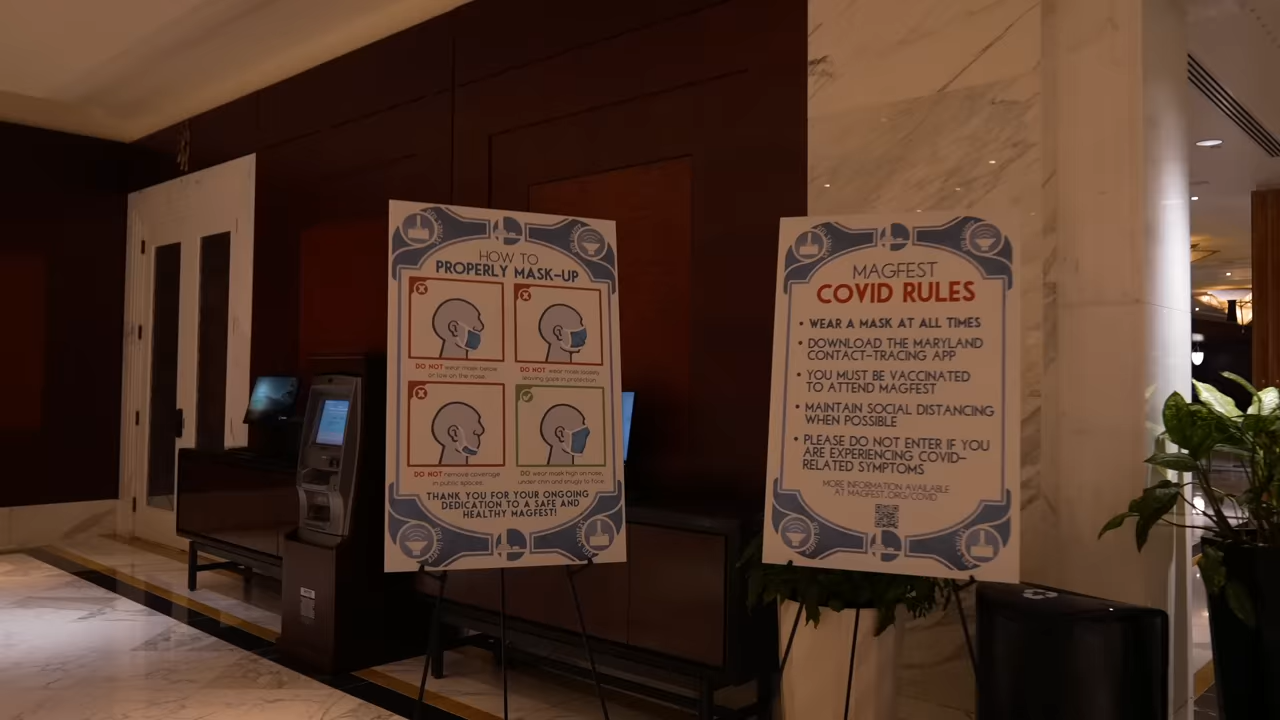 HOW TO
PROPERLY MASK-UP
DO NOT wear mask below
or low on the nose.
DO NOT wear mask loosely
leaving gaps in protection.
DO NOT remove coverage
in public spaces.
DO wear mask high on nose,
under chin and snugly to face.
THANK YOU FOR YOUR ONGOING
DEDICATION TO A SAFE AND
HEALTHY MAGFEST!
MAGFEST
COVID RULES
• WEAR A MASK AT ALL TIMES
• DOWNLOAD THE MARYLAND
CONTACT-TRACING APP
• YOU MUST BE VACCINATED
TO ATTEND MAGFEST
• MAINTAIN SOCIAL DISTANCING
WHEN POSSIBLE
• PLEASE DO NOT ENTER IF YOU
ARE EXPERIENCING COVID-
RELATED SYMPTOMS
MORE INFORMATION AVAILABLE
AT MAGFEST.ORG/COVID